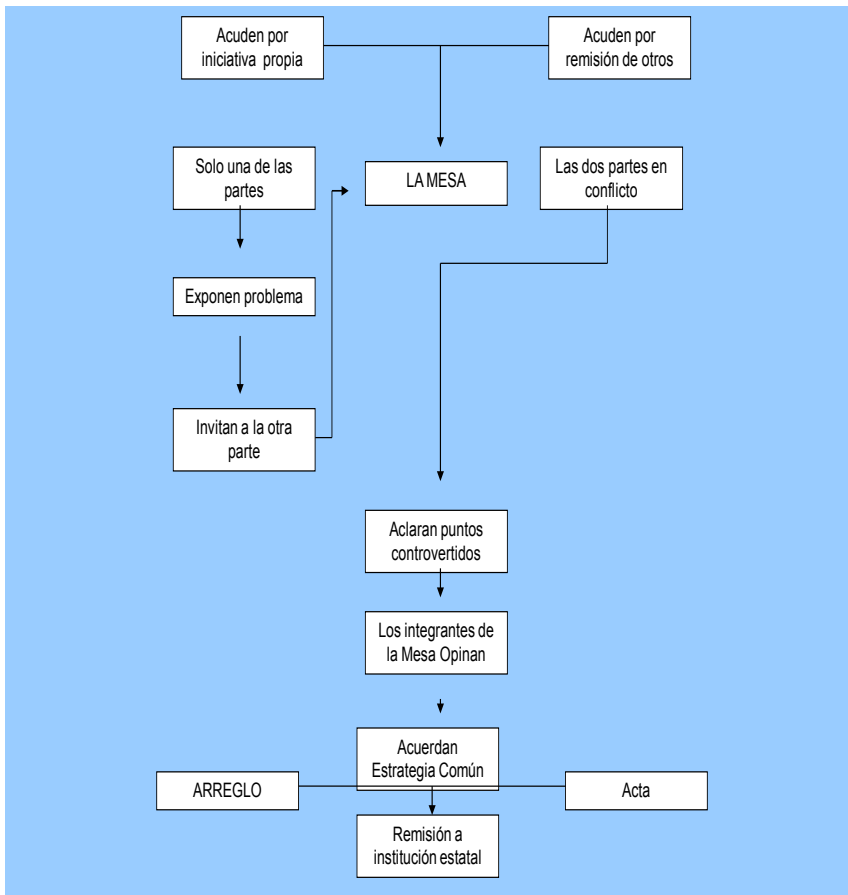 Acuden por
iniciativa propia
Acuden por
remisión de otros
Solo una de las
partes
LA MESA
Las dos partes en
conflicto
Exponen problema
Invitan a la otra
parte
Aclaran puntos
controvertidos
Los integrantes de
la Mesa Opinan
Acuerdan
Estrategia Común
ARREGLO
Acta
Remisión a
institución estatal